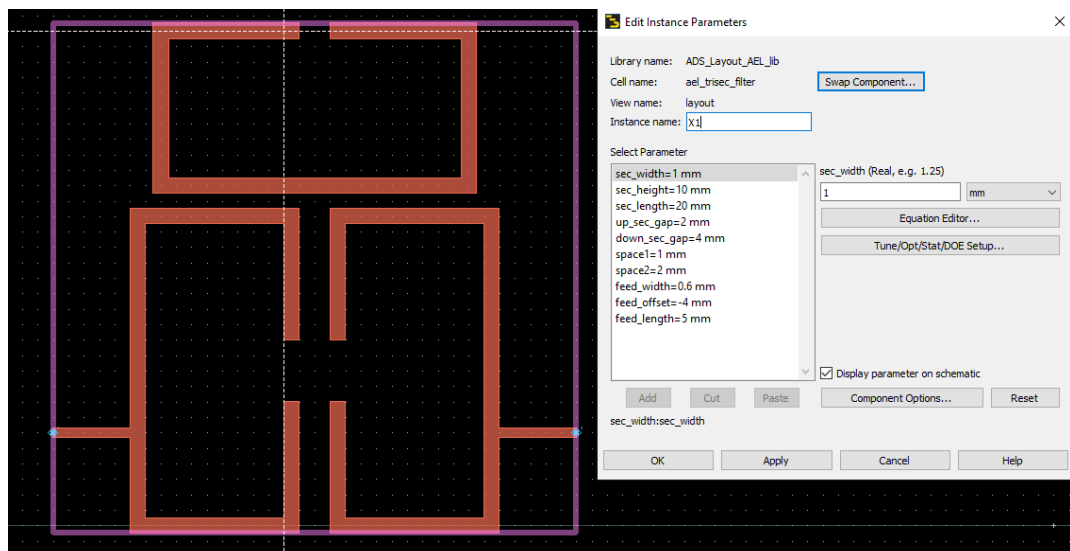 Edit Instance Parameters
Library name: ADS_Layout_AEL_lib
Cell name: ael_trisec_filter
Swap Component...
View name: layout
Instance name: X1
Select Parameter
sec_width=1 mm
sec_height=10 mm
sec_length=20 mm
up_sec_gap=2 mm
down_sec_gap=4 mm
space1=1 mm
space2=2 mm
feed_width=0.6 mm
feed_offset=-4 mm
feed_length=5 mm
sec_width (Real, e.g. 1.25)
1 mm
Equation Editor...
Tune/Opt/Stat/DOE Setup...
Display parameter on schematic
Add Cut Paste
Component Options... Reset
sec_width:sec_width
OK Apply Cancel Help